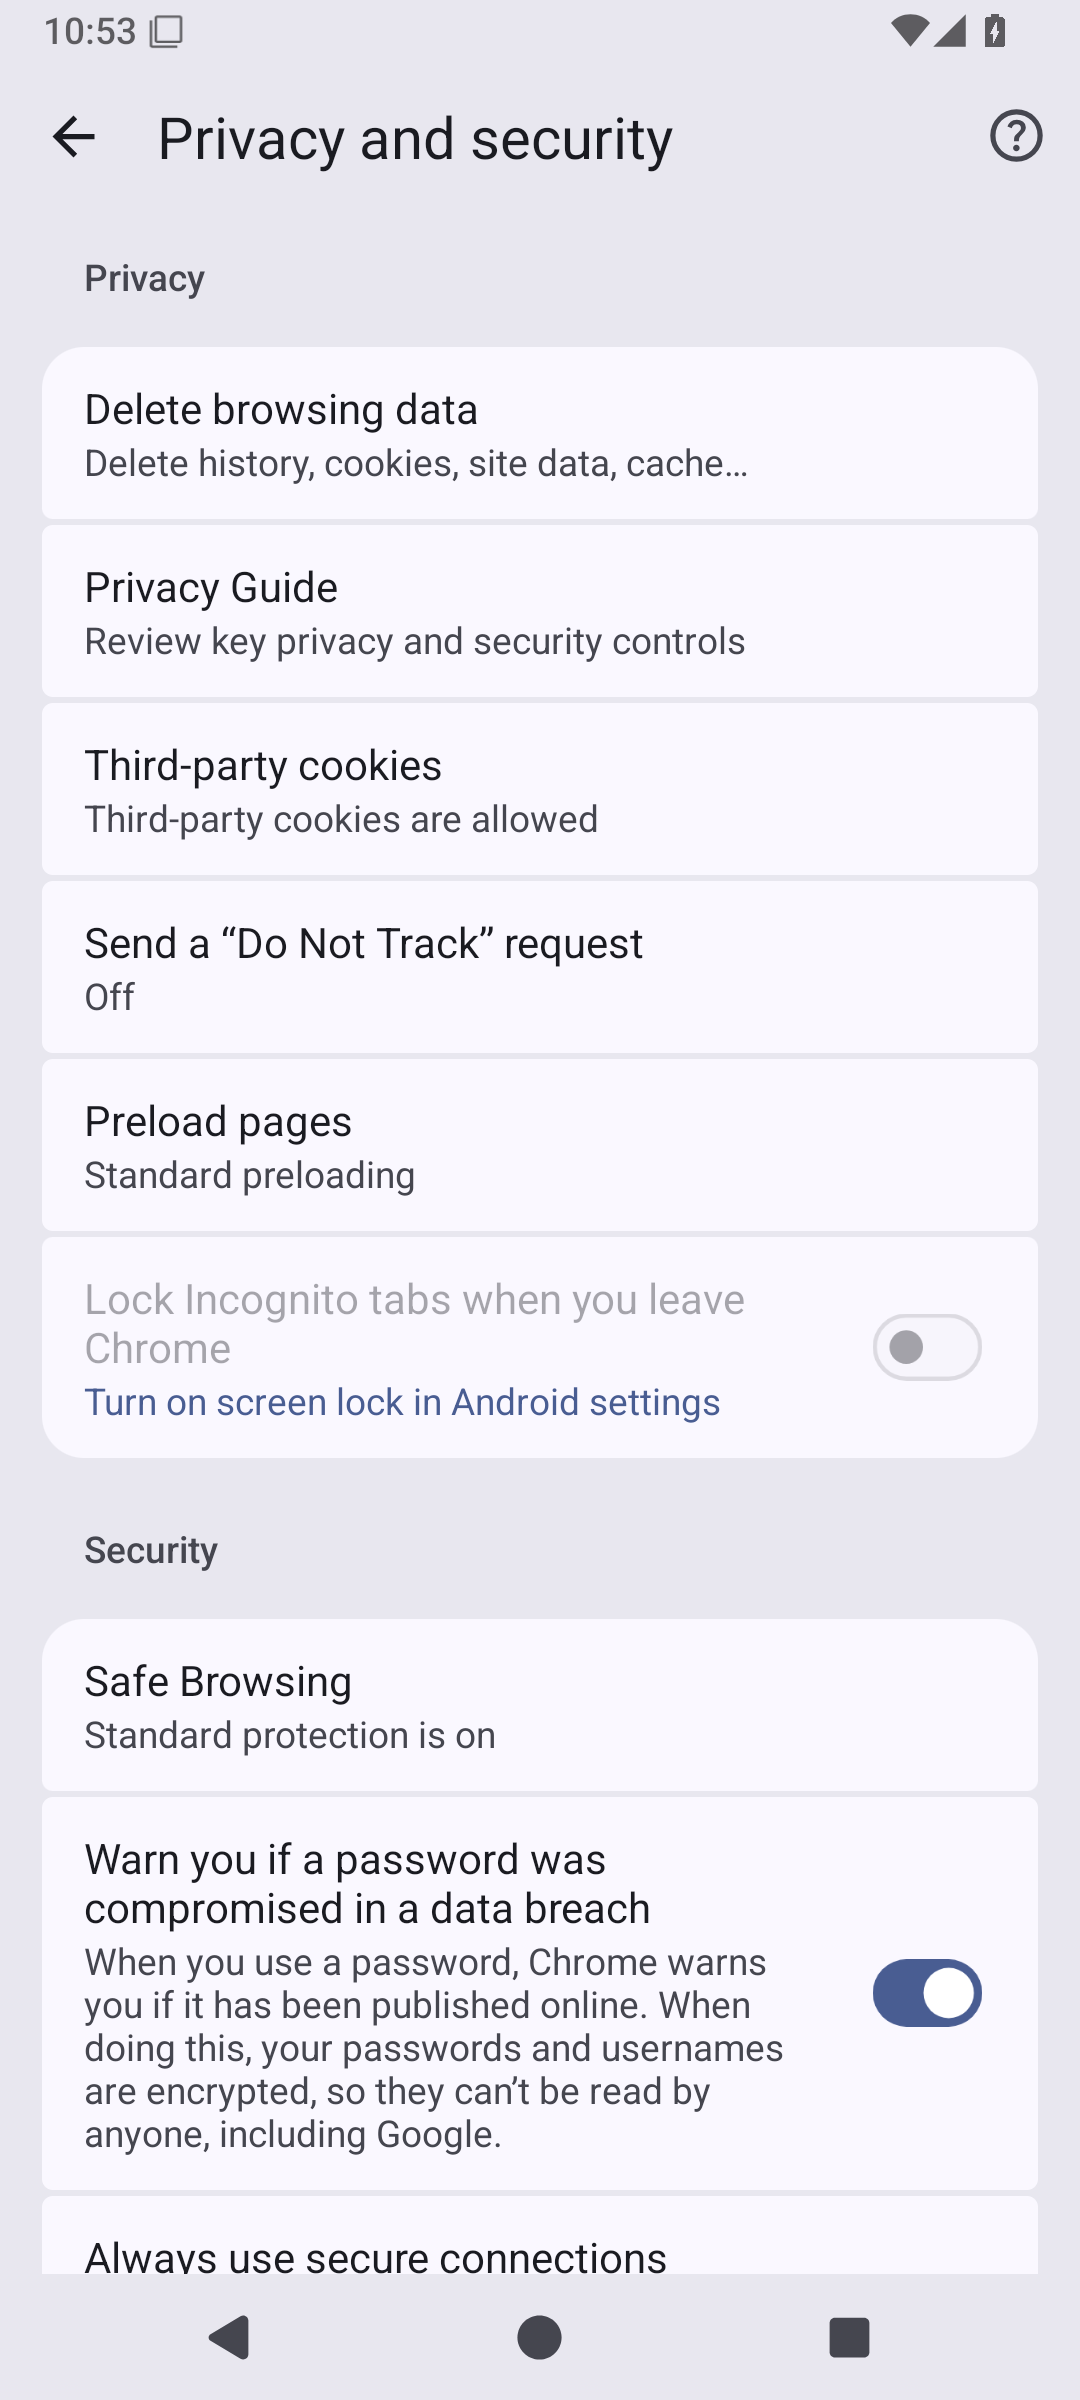 10:53
Privacy and security
Privacy
Delete browsing data
Delete history, cookies, site data, cache…
Privacy Guide
Review key privacy and security controls
Third-party cookies
Third-party cookies are allowed
Send a “Do Not Track” request
Off
Preload pages
Standard preloading
Lock Incognito tabs when you leave
Chrome
Turn on screen lock in Android settings
Security
Safe Browsing
Standard protection is on
Warn you if a password was
compromised in a data breach
When you use a password, Chrome warns
you if it has been published online. When
doing this, your passwords and usernames
are encrypted, so they can’t be read by
anyone, including Google.
Always use secure connections